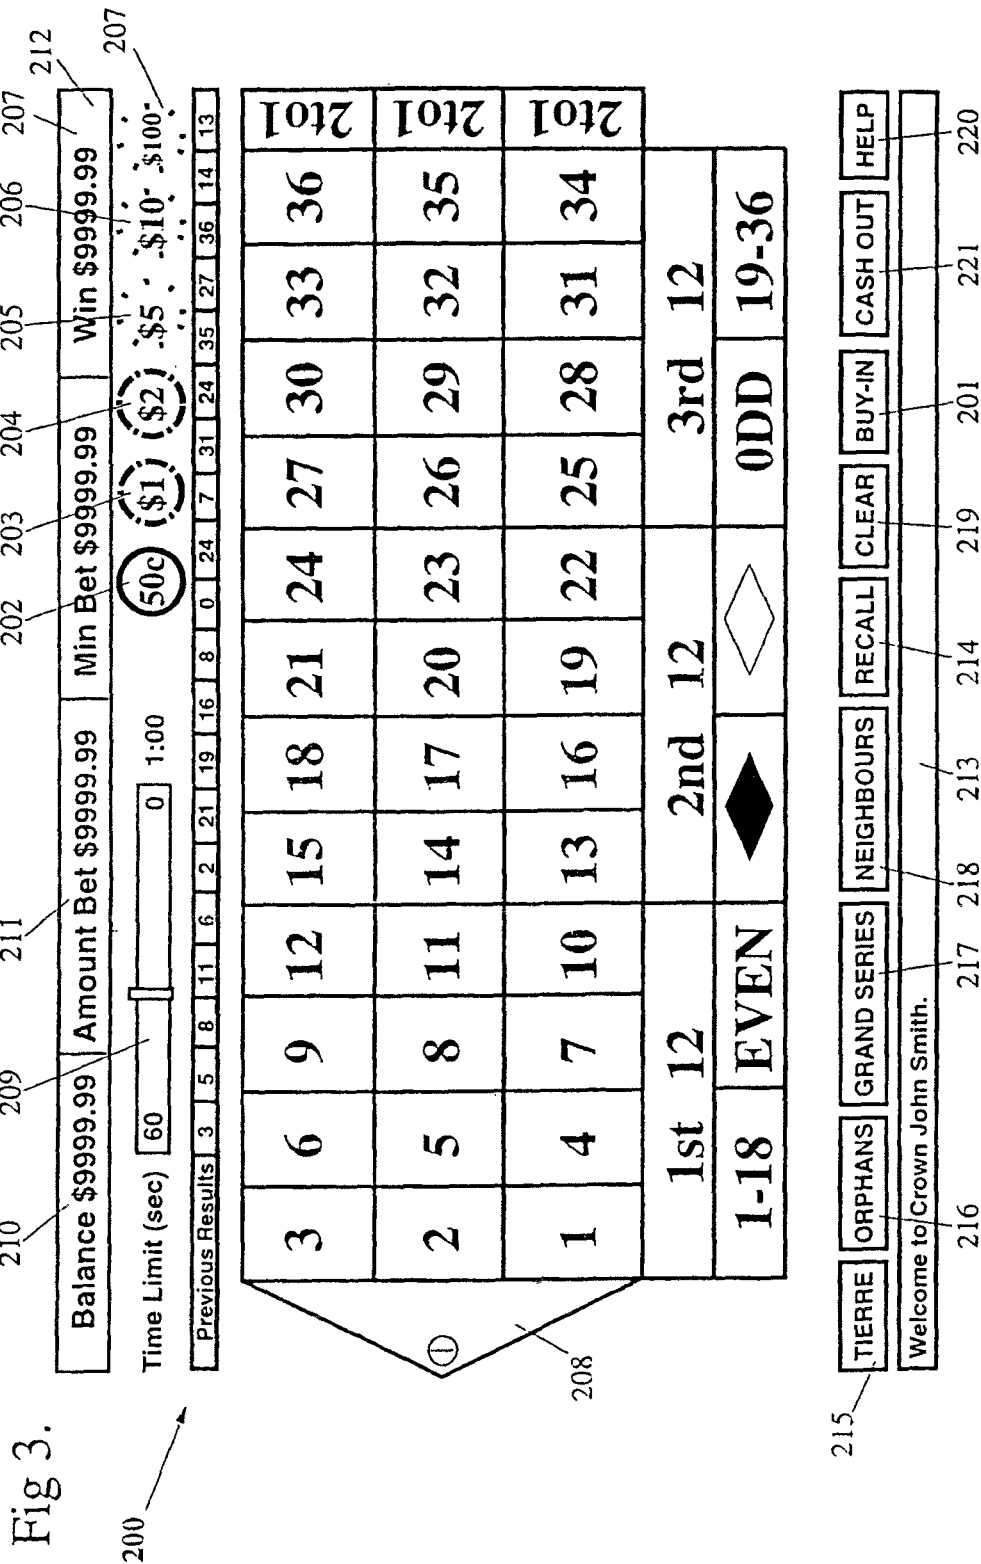 Fig 3.
210 209 211 202 203 204 205 206 207
212
Balance $9999.99 Amount Bet $9999.99 Min Bet $9999.99 Win $9999.99
200
207
Time Limit (sec) 60 0 1:00 50c $1 $2 $5 $10 $100
Previous Results 3 5 8 11 6 2 21 19 16 8 0 24 7 31 24 35 27 36 14 13
3 6 9 12 15 18 21 24 27 30 33 36 2to1
2 5 8 11 14 17 20 23 26 29 32 35 2to1
1 4 7 10 13 16 19 22 25 28 31 34 2to1
208
1st 12 2nd 12 3rd 12
1-18 EVEN 0DD 19-36
TIERRE ORPHANS GRAND SERIES NEIGHBOURS RECALL CLEAR BUY-IN CASH OUT HELP
215
Welcome to Crown John Smith.
216 217 218 213 214 219 201 221 220